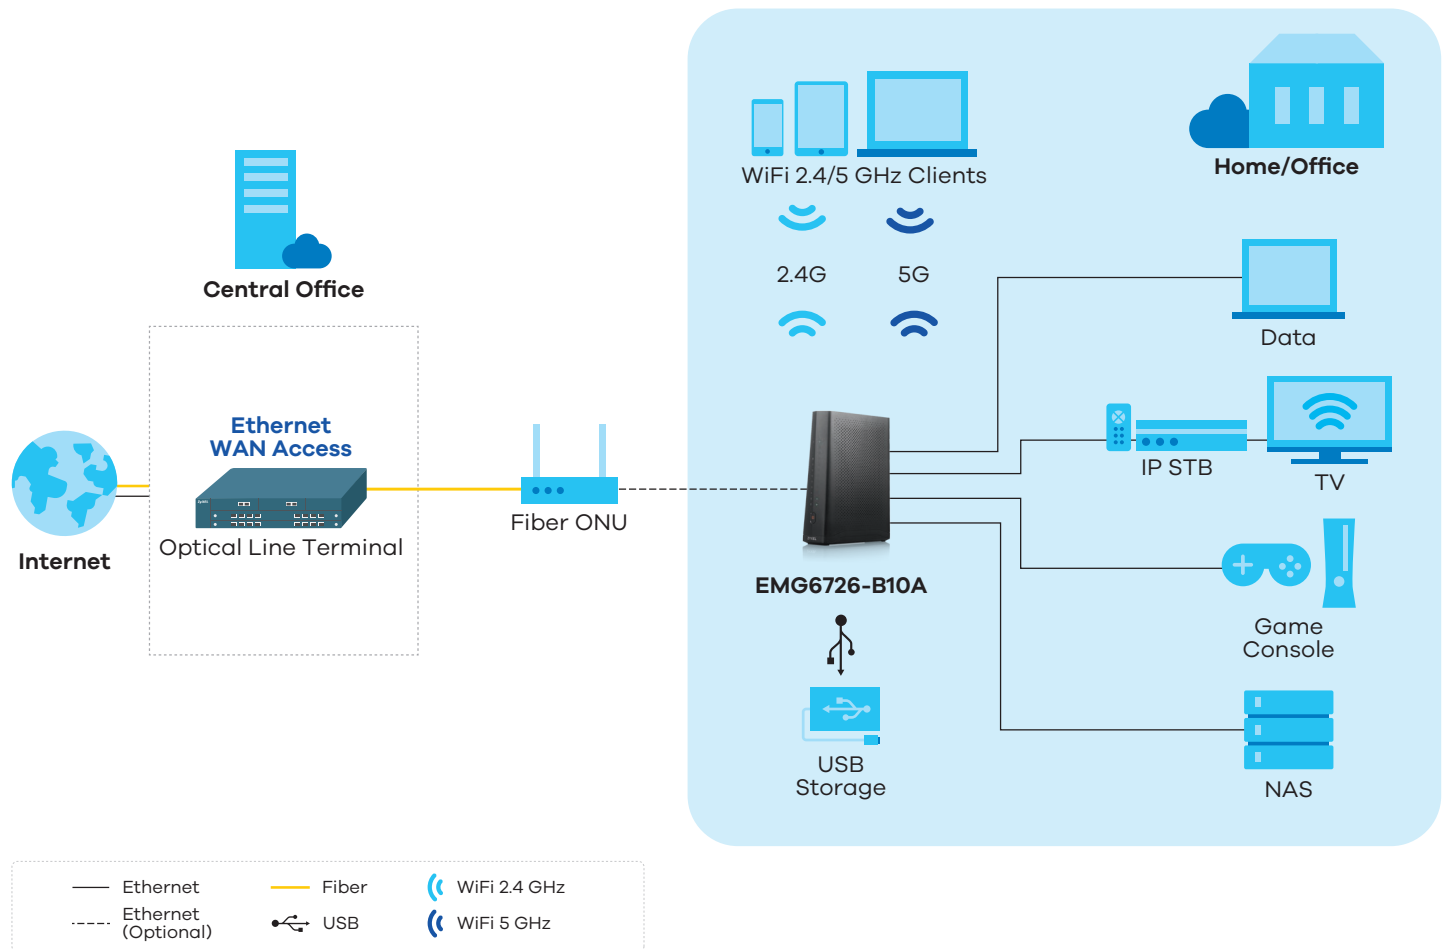 WiFi 2.4/5 GHz Clients
Home/Office
2.4G
5G
Central Office
Data
Ethernet
WAN Access
IP STB
TV
Internet
Optical Line Terminal
Fiber ONU
EMG6726-B10A
Game
Console
USB
Storage
NAS
Ethernet
Fiber
WiFi 2.4 GHz
Ethernet
(Optional)
USB
WiFi 5 GHz